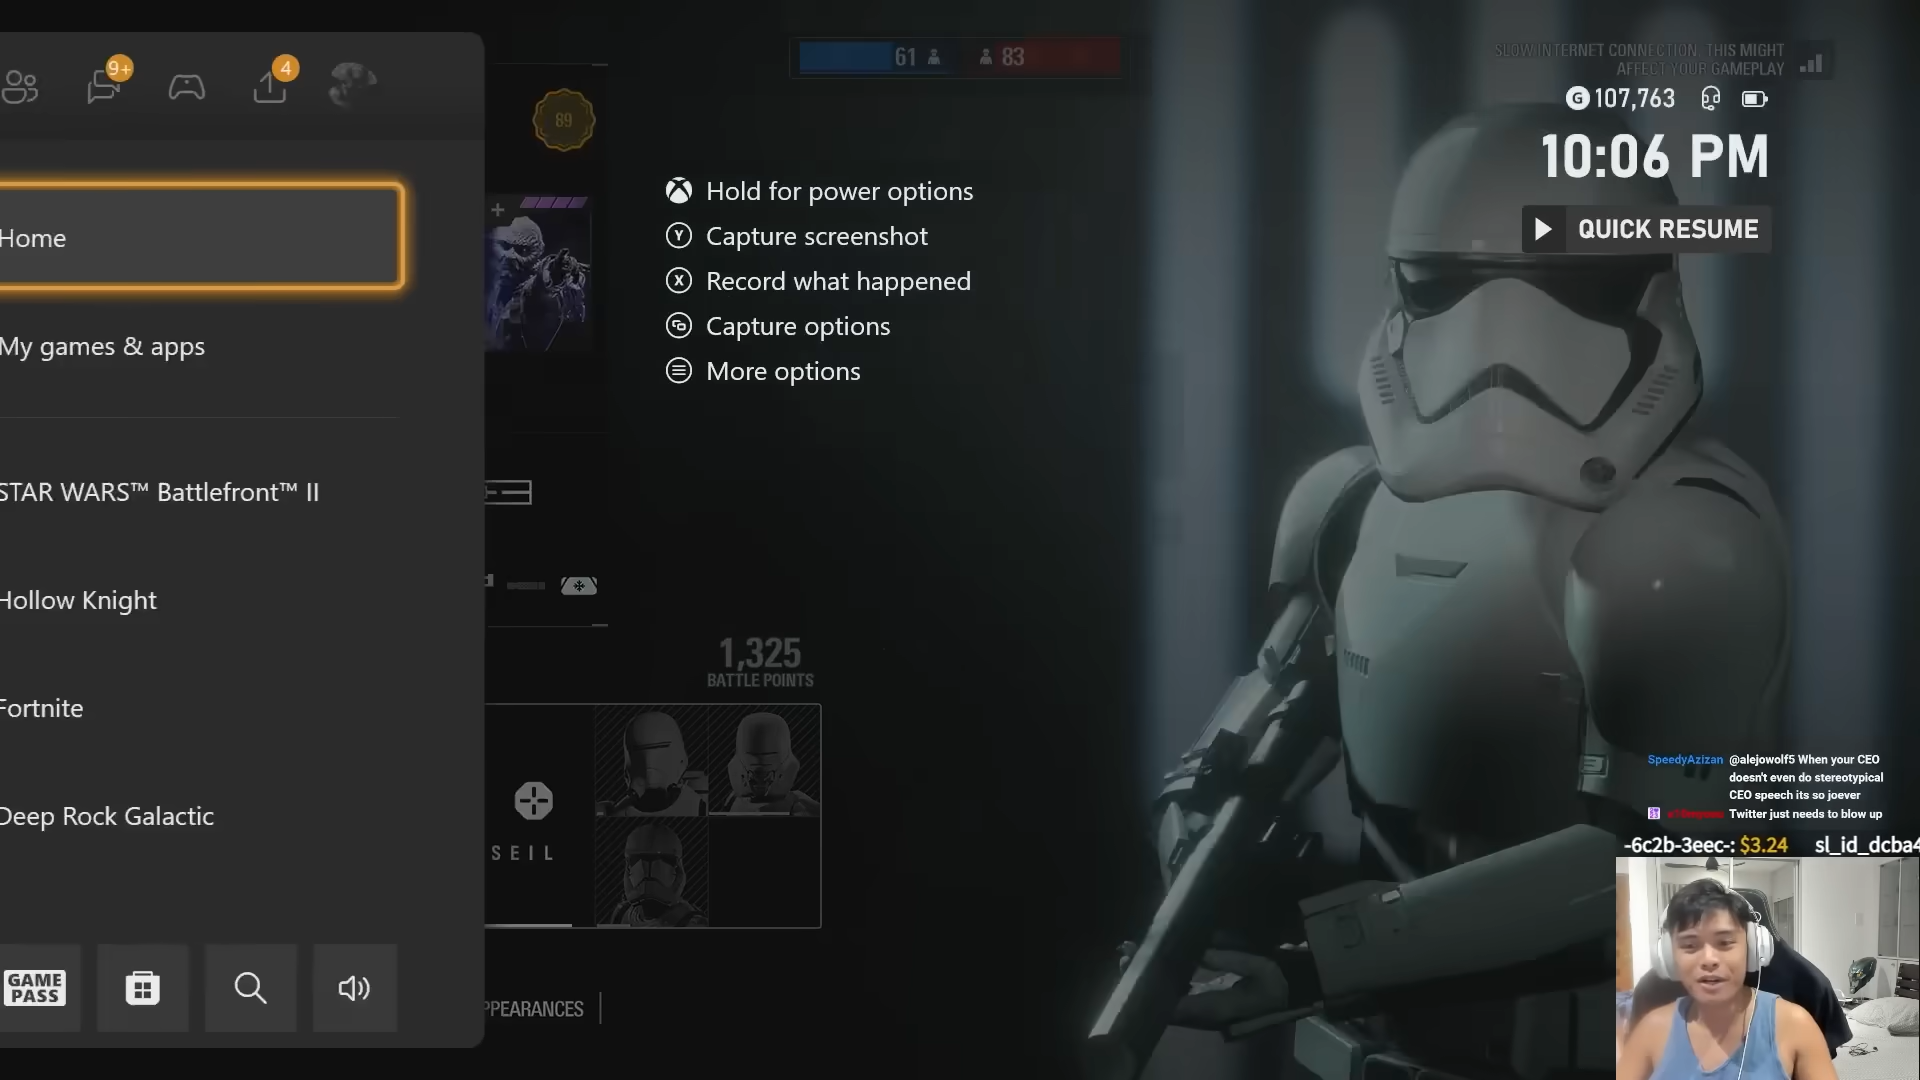 9+
4
Home
My games & apps
STAR WARS™ Battlefront™ II
Hollow Knight
Fortnite
Deep Rock Galactic
GAME
PASS
89
61
83
Hold for power options
Y Capture screenshot
X Record what happened
Capture options
More options
1,325
BATTLE POINTS
SEIL
PPEARANCES
SLOW INTERNET CONNECTION. THIS MIGHT
AFFECT YOUR GAMEPLAY
G 107,763
10:06 PM
QUICK RESUME
SpeedyAzizan @alejowolf5 When your CEO
doesn't even do stereotypical
CEO speech its so joever
Twitter just needs to blow up
-6c2b-3eec-: $3.24 sl_id_dcba4